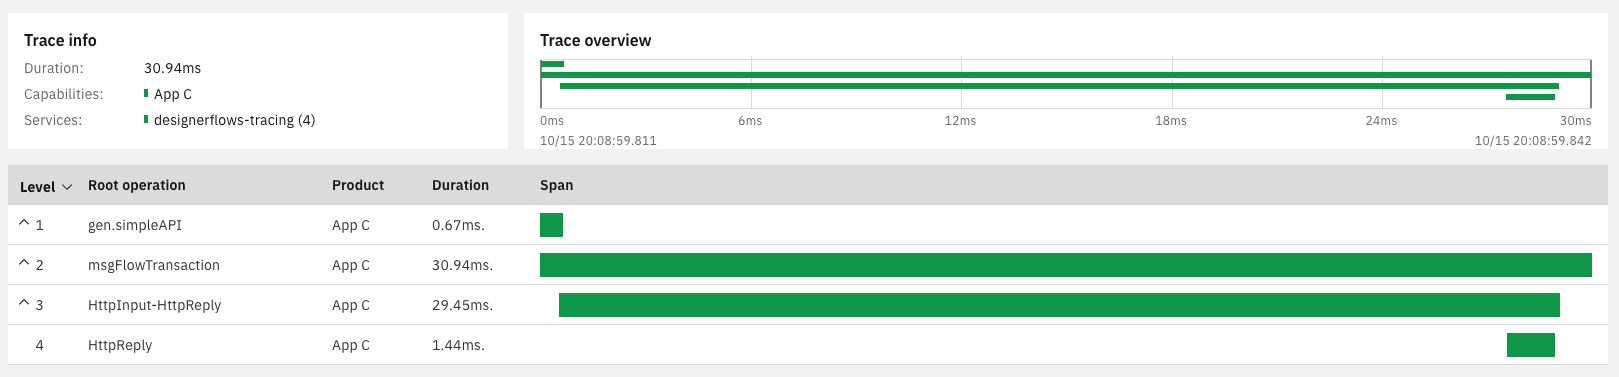 Trace info
Duration: 30.94ms
Capabilities: App C
Services: designerflows-tracing (4)
Trace overview
0ms 6ms 12ms 18ms 24ms 30ms
10/15 20:08:59.811 10/15 20:08:59.842
Level Root operation Product Duration Span
1 gen.simpleAPI App C 0.67ms.
2 msgFlowTransaction App C 30.94ms.
3 HttpInput-HttpReply App C 29.45ms.
4 HttpReply App C 1.44ms.